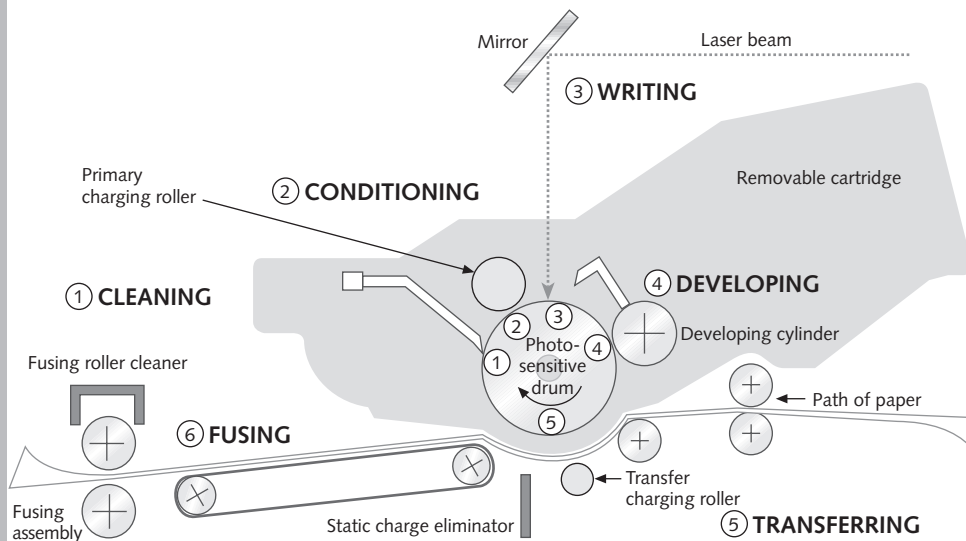 Mirror
Laser beam
③ WRITING
Primary
charging roller
② CONDITIONING
Removable cartridge
① CLEANING
④ DEVELOPING
③
②
④
Photo-
sensitive
drum
①
⑤
Developing cylinder
Fusing roller cleaner
Path of paper
⑥ FUSING
Transfer
charging roller
Fusing
assembly
Static charge eliminator
⑤ TRANSFERRING